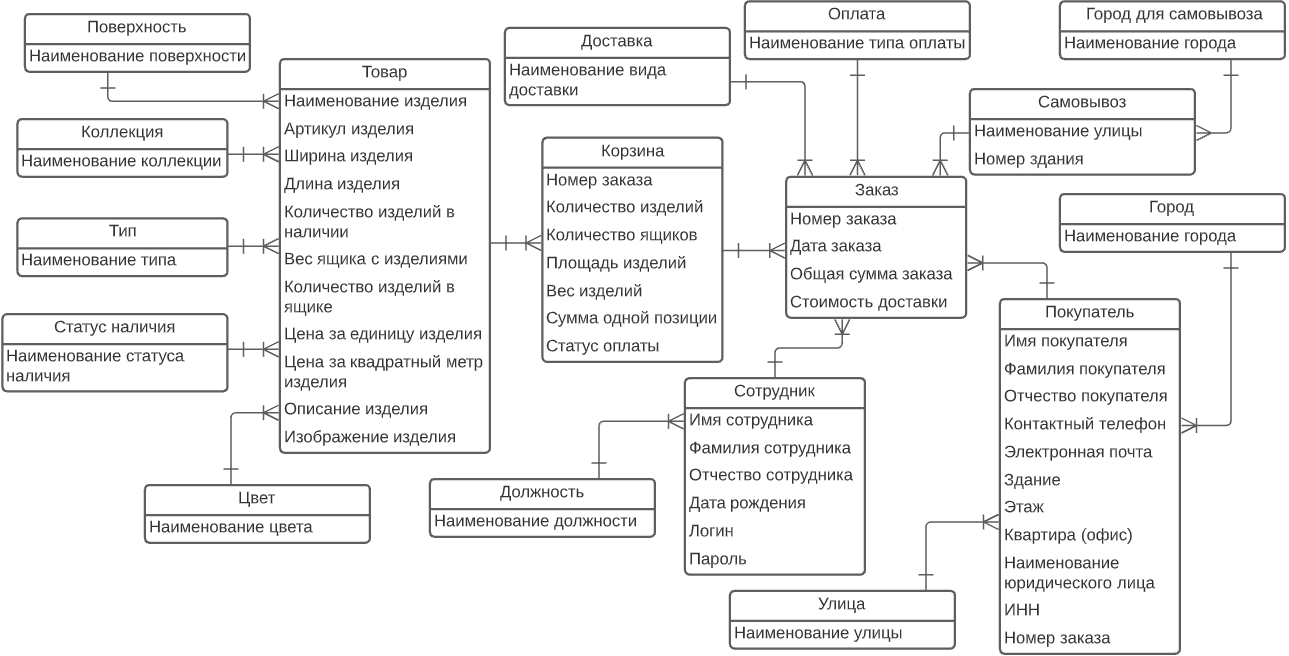 Поверхность
Наименование поверхности
Коллекция
Наименование коллекции
Тип
Наименование типа
Статус наличия
Наименование статуса
наличия
Цвет
Наименование цвета
Товар
Наименование изделия
Артикул изделия
Ширина изделия
Длина изделия
Количество изделий в
наличии
Вес ящика с изделиями
Количество изделий в
ящике
Цена за единицу изделия
Цена за квадратный метр
изделия
Описание изделия
Изображение изделия
Доставка
Наименование вида
доставки
Корзина
Номер заказа
Количество изделий
Количество ящиков
Площадь изделий
Вес изделий
Сумма одной позиции
Статус оплаты
Должность
Наименование должности
Оплата
Наименование типа оплаты
Заказ
Номер заказа
Дата заказа
Общая сумма заказа
Стоимость доставки
Сотрудник
Имя сотрудника
Фамилия сотрудника
Отчество сотрудника
Дата рождения
Логин
Пароль
Улица
Наименование улицы
Город для самовывоза
Наименование города
Самовывоз
Наименование улицы
Номер здания
Город
Наименование города
Покупатель
Имя покупателя
Фамилия покупателя
Отчество покупателя
Контактный телефон
Электронная почта
Здание
Этаж
Квартира (офис)
Наименование
юридического лица
ИНН
Номер заказа